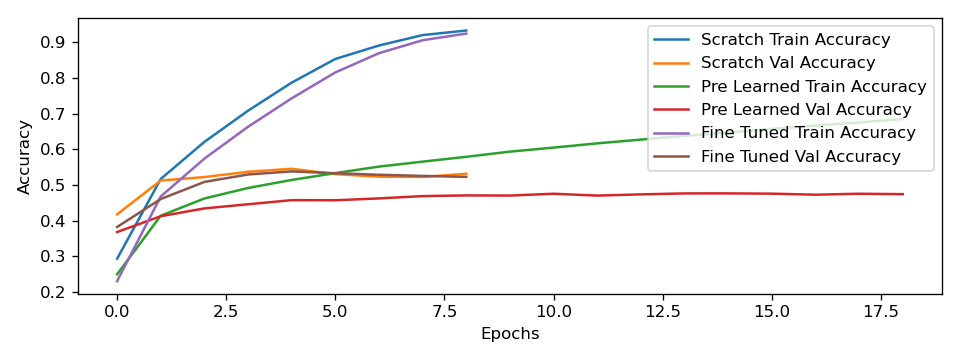 Accuracy
0.9
0.8
0.7
0.6
0.5
0.4
0.3
0.2
0.0
2.5
5.0
7.5
10.0
12.5
15.0
17.5
Epochs
Scratch Train Accuracy
Scratch Val Accuracy
Pre Learned Train Accuracy
Pre Learned Val Accuracy
Fine Tuned Train Accuracy
Fine Tuned Val Accuracy